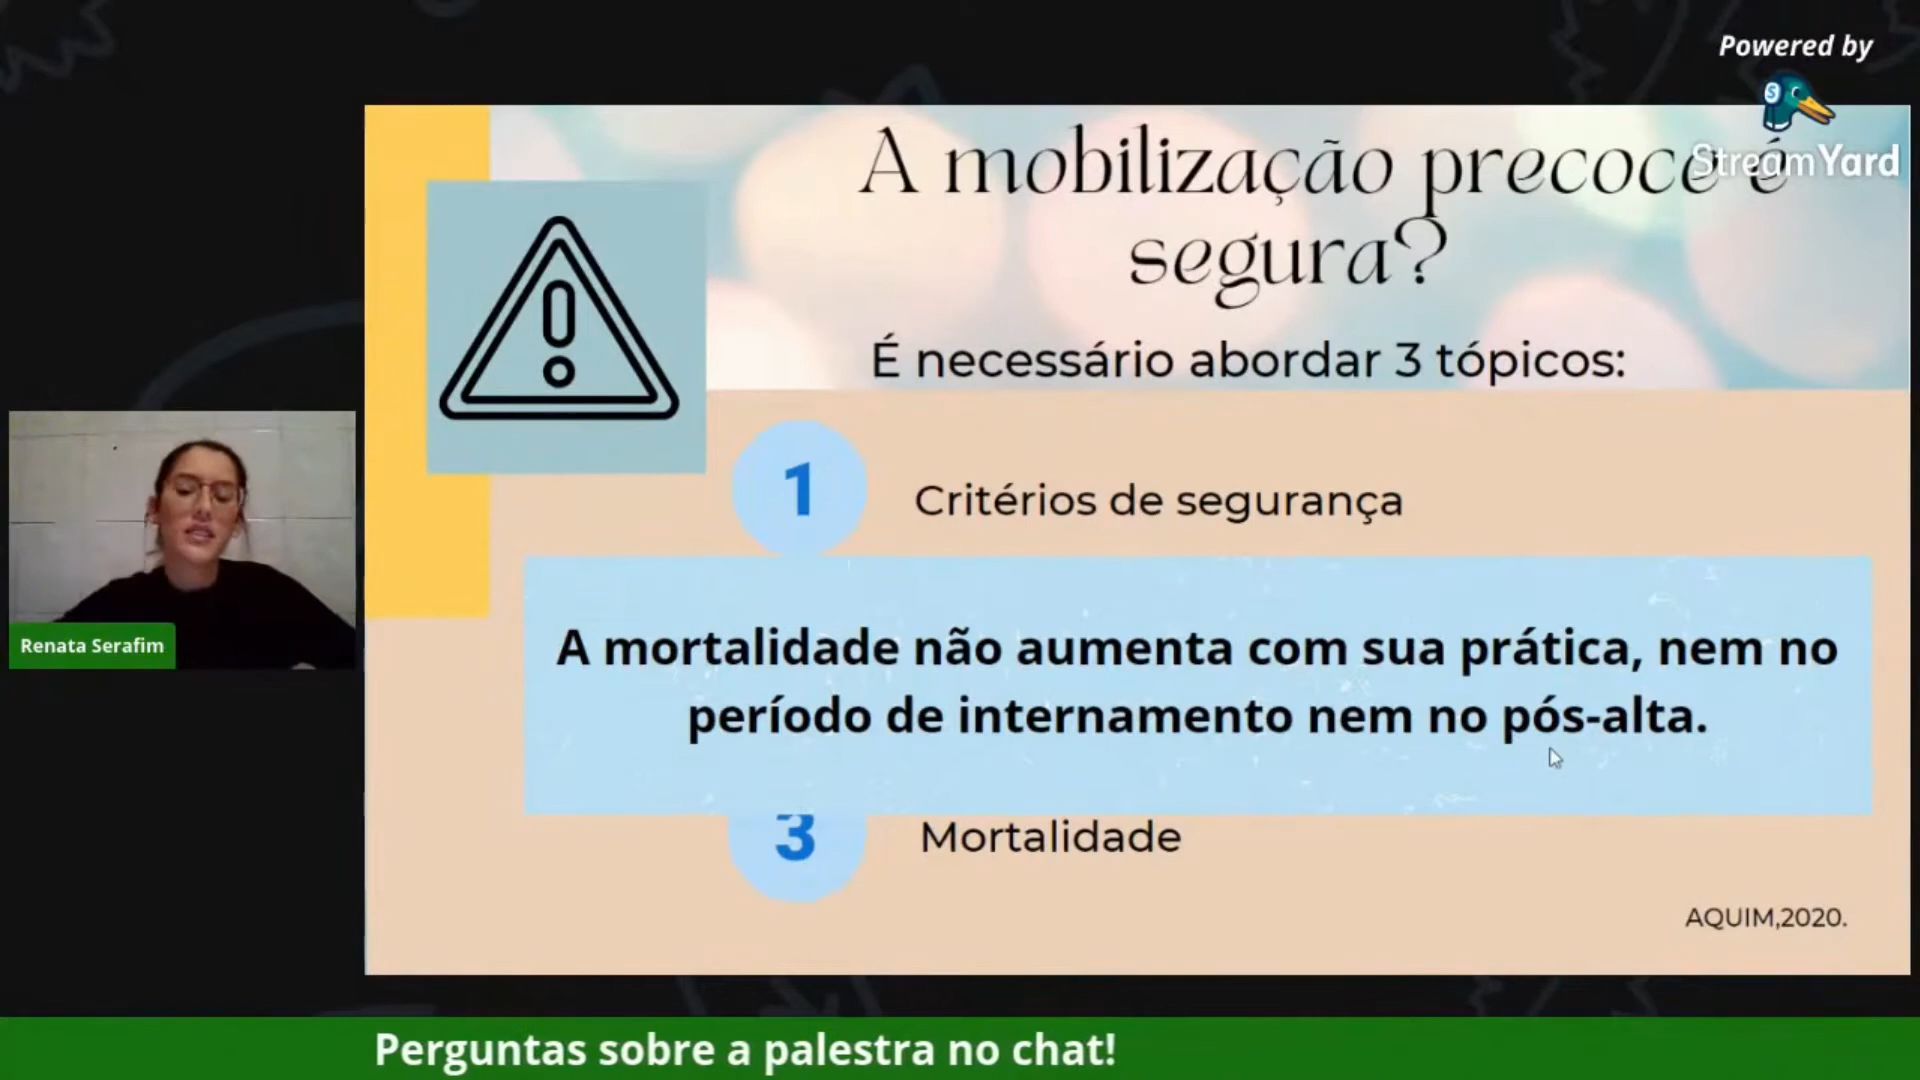 Powered by
StreamYard
A mobilização precoce é
segura?
É necessário abordar 3 tópicos:
1
Critérios de segurança
A mortalidade não aumenta com sua prática, nem no
período de internamento nem no pós-alta.
3
Mortalidade
AQUIM,2020.
Renata Serafim
Perguntas sobre a palestra no chat!